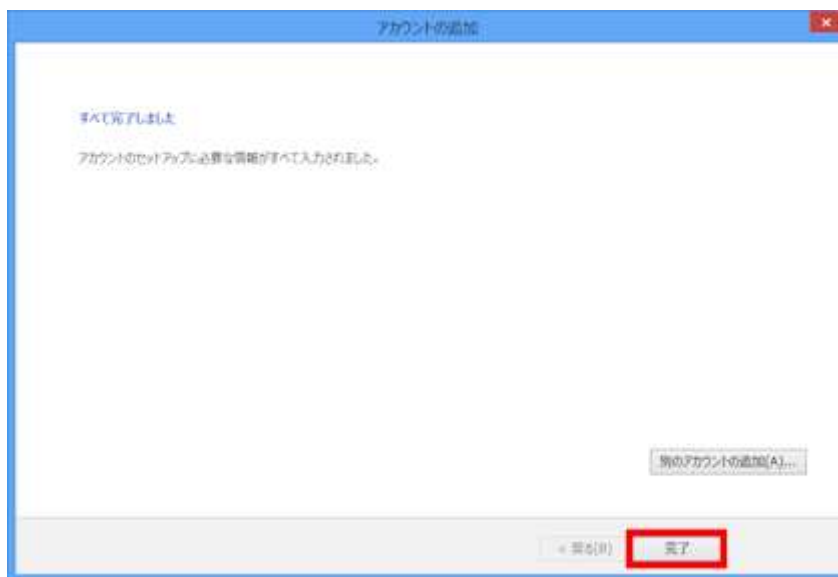 アカウントの追加
すべて完了しました
アカウントのセットアップに必要な情報がすべて入力されました。
別のアカウントの追加(A)...
< 戻る(B)
完了